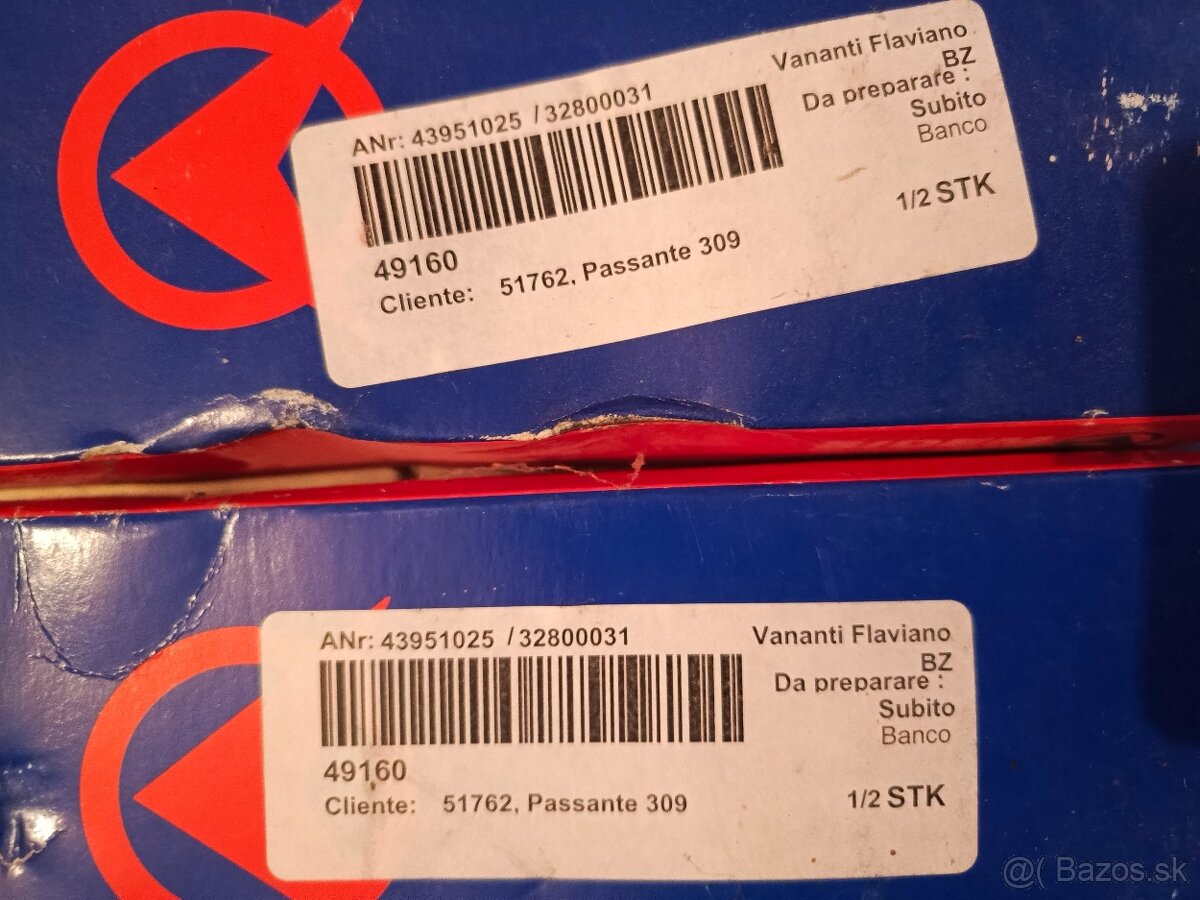 ANr: 43951025 /32800031
Vananti Flaviano
BZ
Da preparare :
Subito
Banco
49160
Cliente: 51762, Passante 309
1/2 STK
ANr: 43951025 /32800031
Vananti Flaviano
BZ
Da preparare :
Subito
Banco
49160
Cliente: 51762, Passante 309
1/2 STK
@( Bazos.sk